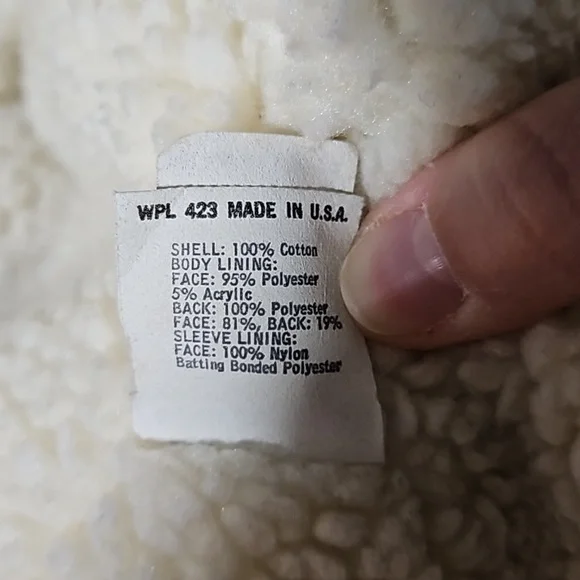 WPL 423 MADE IN U.S.A.
SHELL: 100% Cotton
BODY LINING:
FACE: 95% Polyester
5% Acrylic
BACK: 100% Polyester
FACE: 81%, BACK: 19%
SLEEVE LINING:
FACE: 100% Nylon
Batting Bonded Polyester